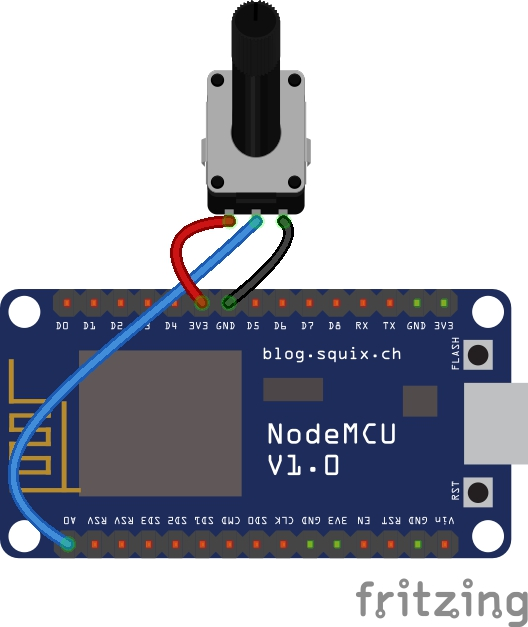 D0 D1 D2 3 D4 3V3 GND D5 D6 D7 D8 RX TX GND 3V3
FLASH
blog.squix.ch
NodeMCU
V1.0
RST
A0 RSV RSV SD3 SD2 SD1 CMD SD0 CLK GND 3V3 EN RST GND Vin
fritzing